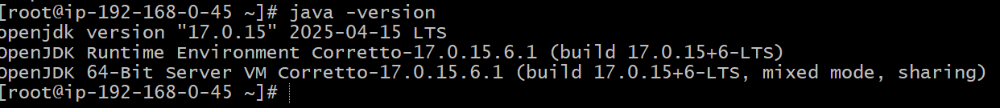 [root@ip-192-168-0-45 ~]# java -version
openjdk version "17.0.15" 2025-04-15 LTS
OpenJDK Runtime Environment Corretto-17.0.15.6.1 (build 17.0.15+6-LTS)
OpenJDK 64-Bit Server VM Corretto-17.0.15.6.1 (build 17.0.15+6-LTS, mixed mode, sharing)
[root@ip-192-168-0-45 ~]#